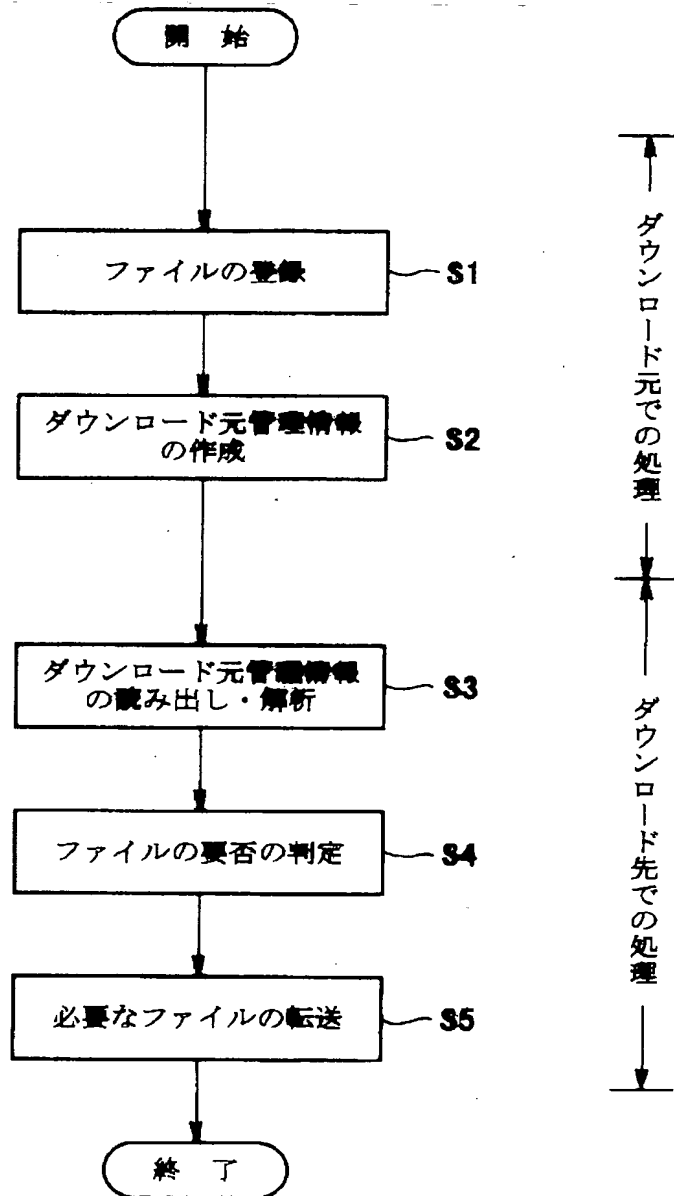 開 始
ファイルの登録
S1
ダウンロード元管理情報
の作成
S2
ダウンロード元管理情報
の読み出し・解析
S3
ファイルの要否の判定
S4
必要なファイルの転送
S5
終 了
ダウンロード元での処理
ダウンロード先での処理